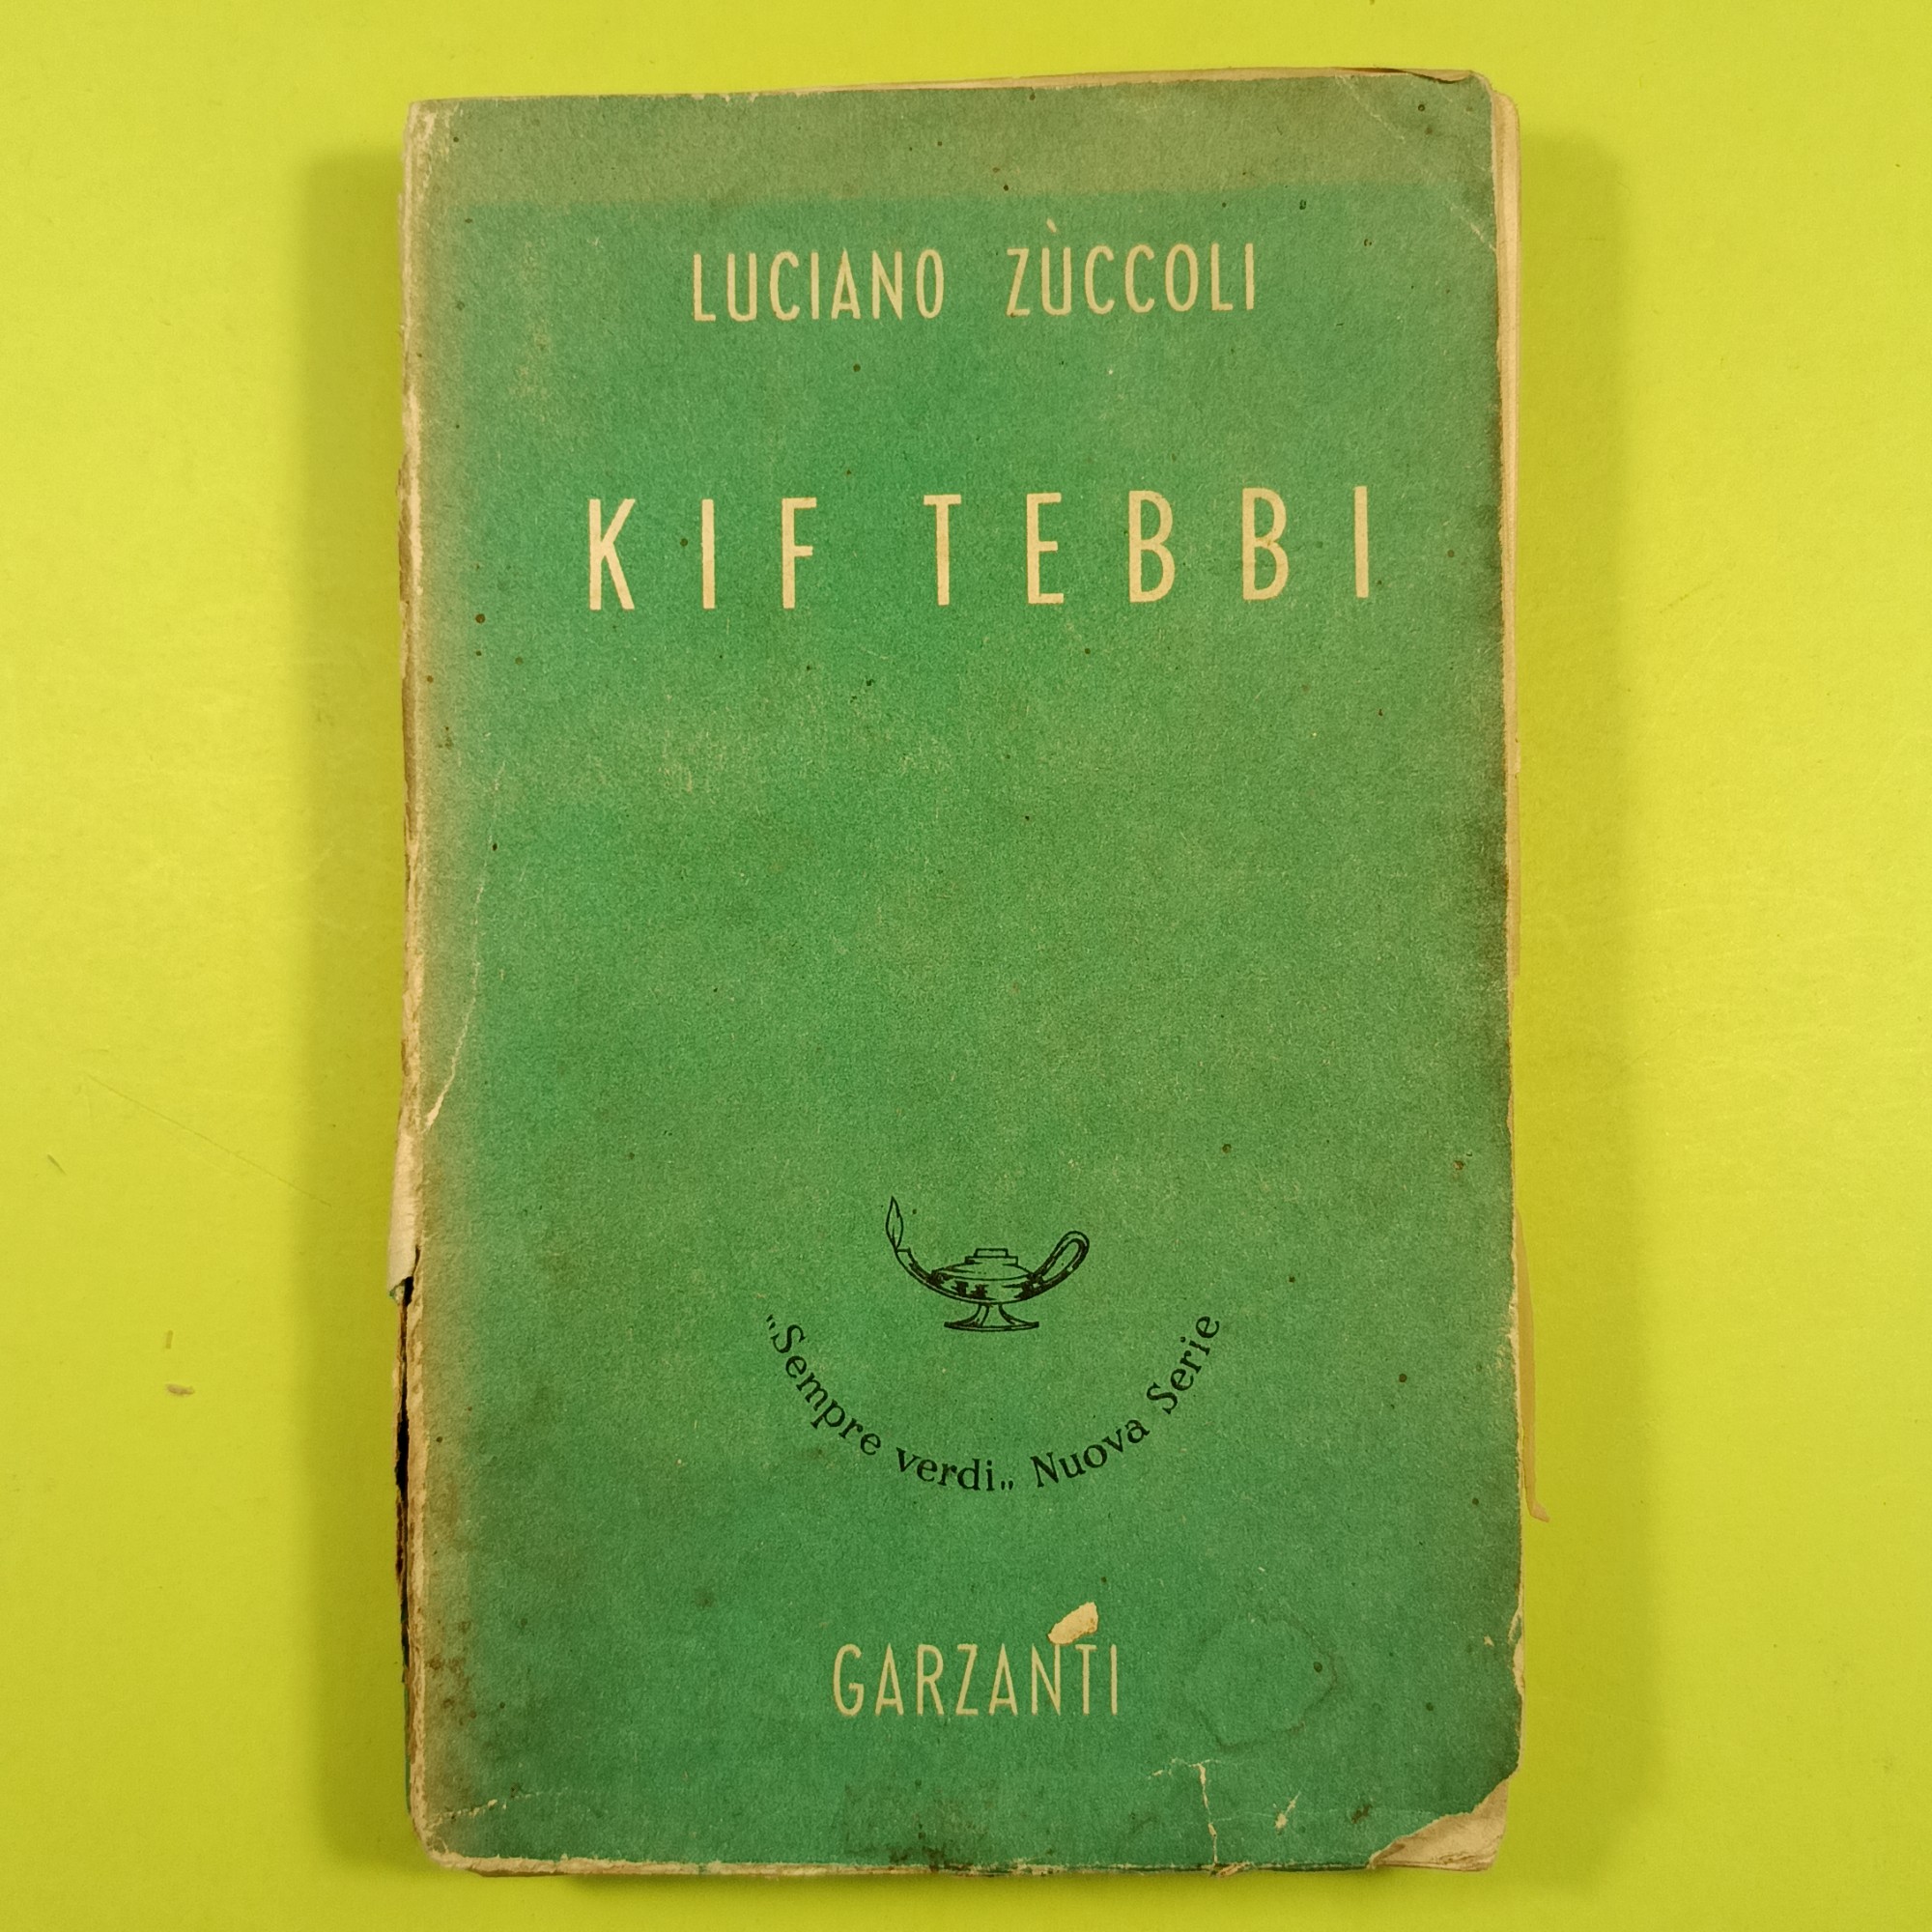 LUCIANO ZÙCCOLI
KIF TEBBI
"Sempre verdi„ Nuova Serie
GARZANTI